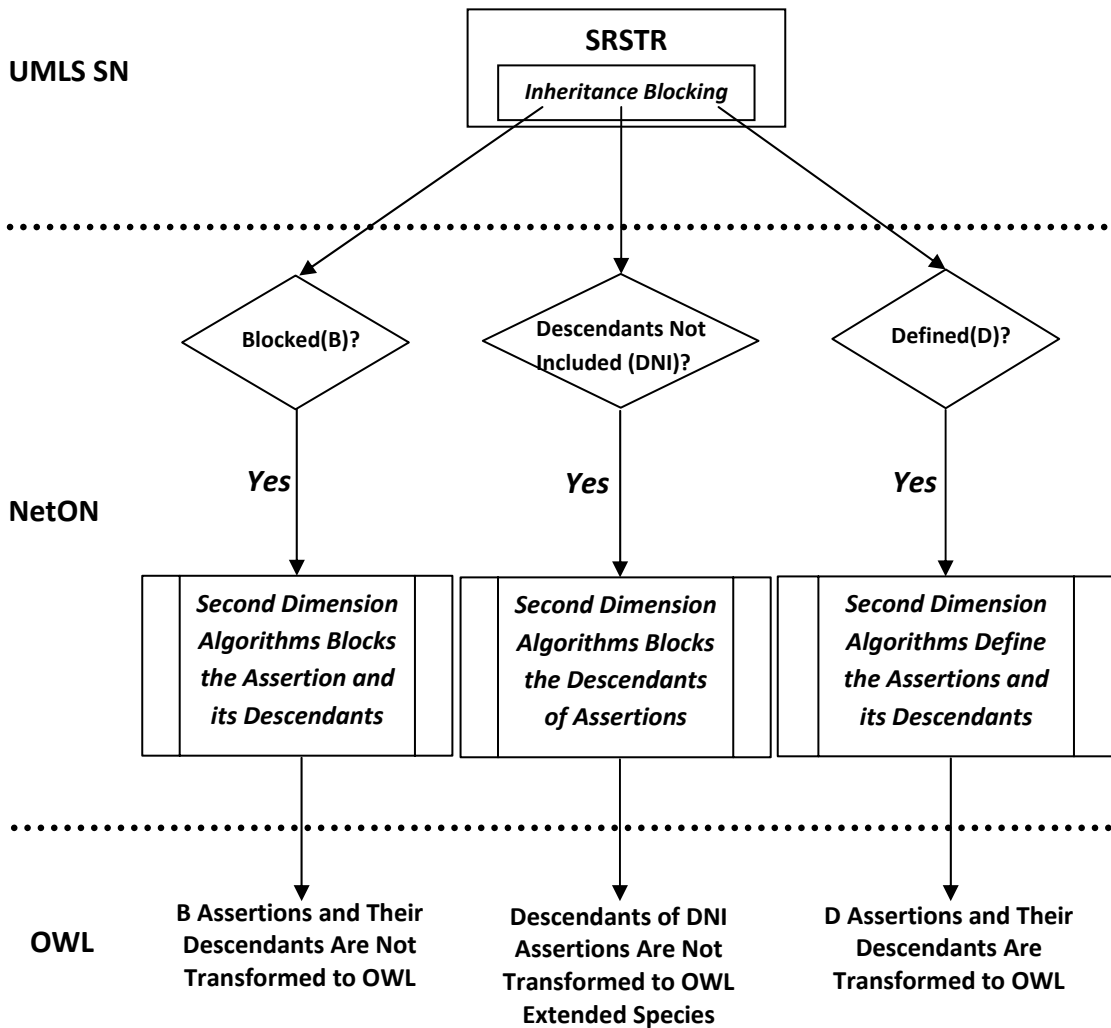 SRSTR
UMLS SN
Inheritance Blocking
Blocked(B)?
Descendants Not
Included (DNI)?
Defined(D)?
Yes
Yes
Yes
NetON
Second Dimension
Algorithms Blocks
the Assertion and
its Descendants
Second Dimension
Algorithms Blocks
the Descendants
of Assertions
Second Dimension
Algorithms Define
the Assertions and
its Descendants
OWL
B Assertions and Their
Descendants Are Not
Transformed to OWL
Descendants of DNI
Assertions Are Not
Transformed to OWL
Extended Species
D Assertions and Their
Descendants Are
Transformed to OWL